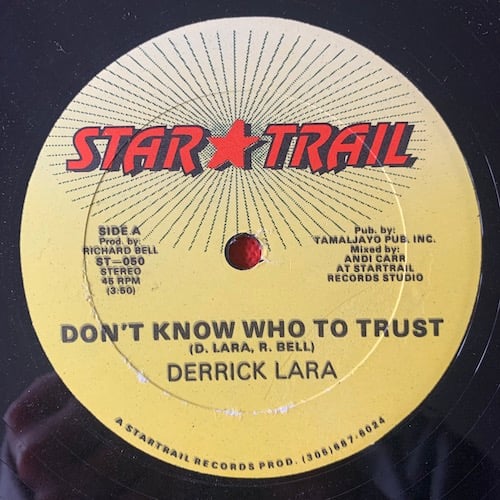 STAR★TRAIL
SIDE A
Prod. by:
RICHARD BELL
ST—050
STEREO
45 RPM
(3:50)
Pub. by:
TAMALJAYO PUB. INC.
Mixed by:
ANDI CARR
AT STARTRAIL
RECORDS STUDIO
DON'T KNOW WHO TO TRUST
(D. LARA, R. BELL)
DERRICK LARA
A STARTRAIL RECORDS PROD. (306)687-6024